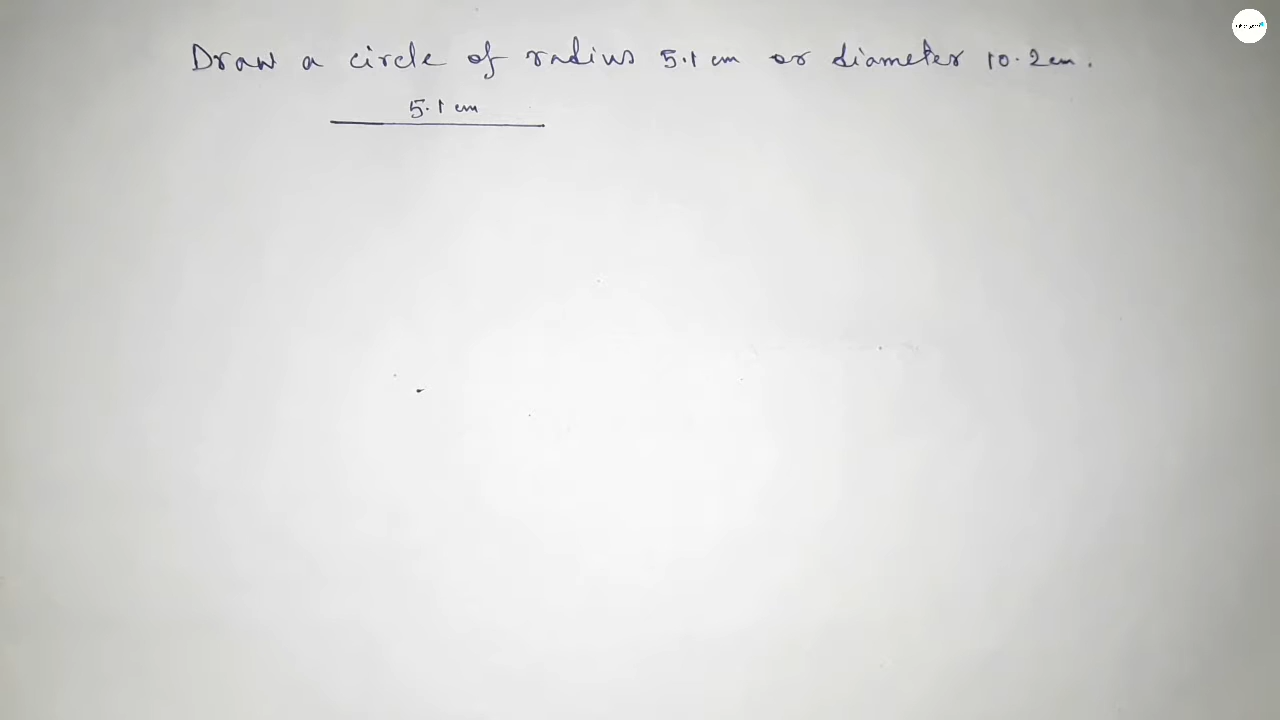 Draw a circle of radius 5.1 cm or diameter 10.2 cm.
5.1 cm